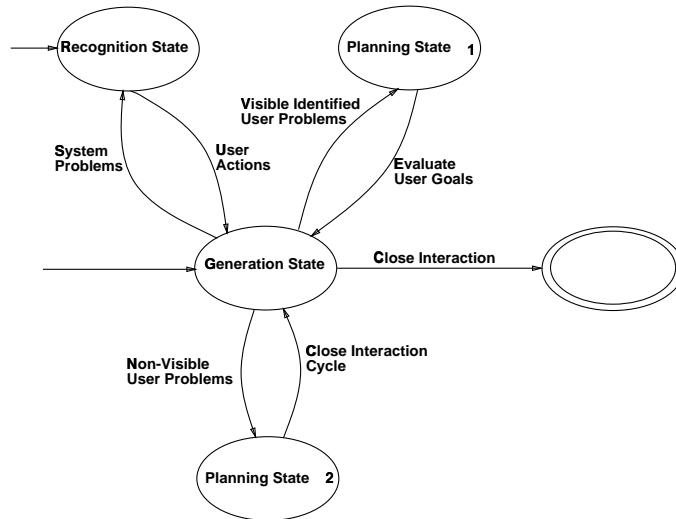 Recognition State
Planning State 1
Visible Identified
User Problems
System
Problems
User
Actions
Evaluate
User Goals
Generation State
Close Interaction
Non-Visible
User Problems
Close Interaction
Cycle
Planning State 2